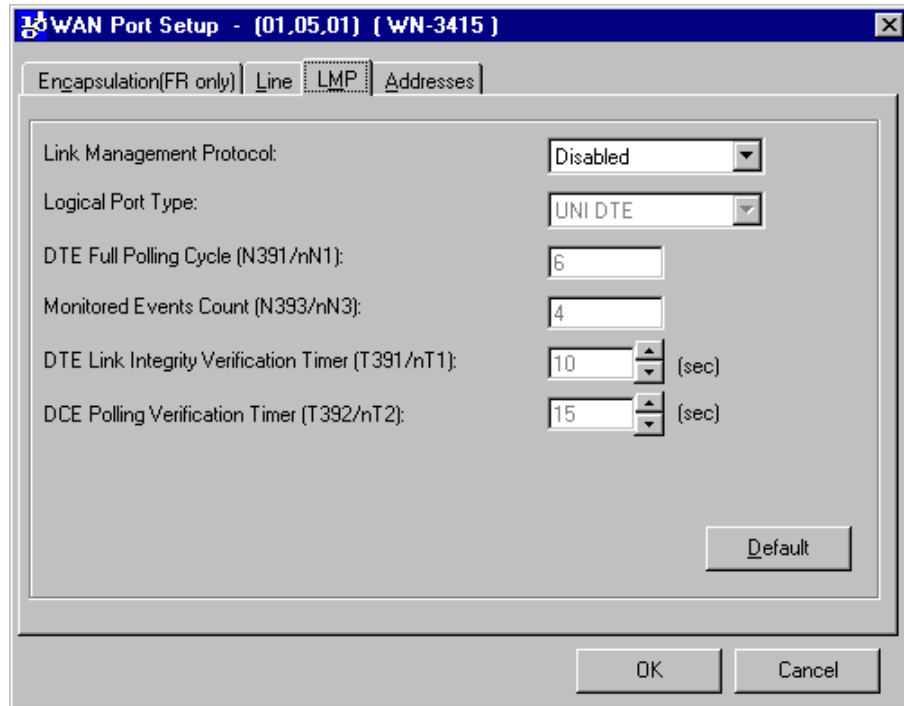 WAN Port Setup - (01,05,01) ( WN-3415 )
Encapsulation(FR only) Line LMP Addresses
Link Management Protocol: Disabled
Logical Port Type: UNI DTE
DTE Full Polling Cycle (N391/nN1): 6
Monitored Events Count (N393/nN3): 4
DTE Link Integrity Verification Timer (T391/nT1): 10 (sec)
DCE Polling Verification Timer (T392/nT2): 15 (sec)
Default
OK Cancel